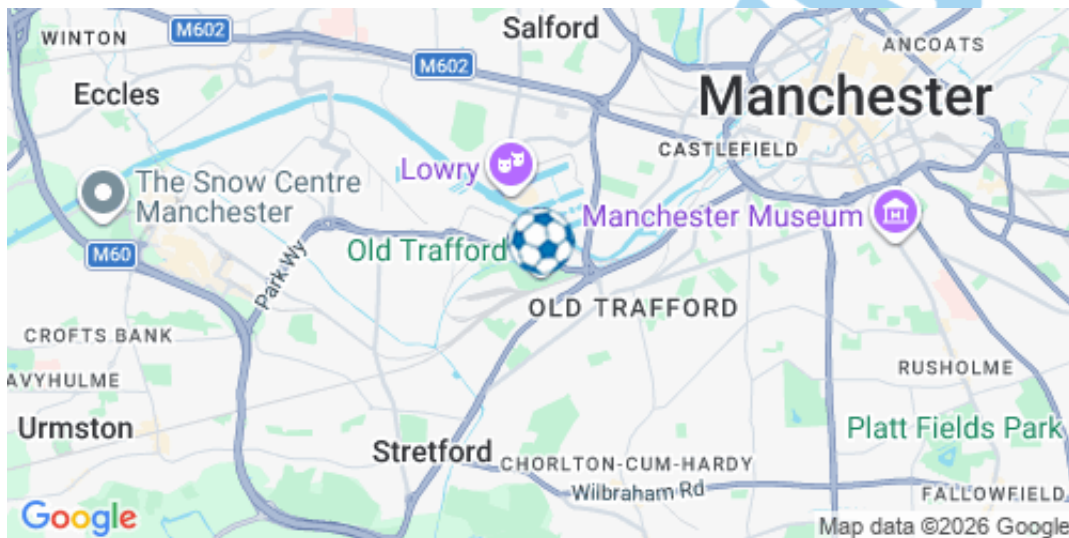 WINTON
M602
Salford
ANCOATS
M602
Eccles
Manchester
CASTLEFIELD
Lowry
The Snow Centre
Manchester
Manchester Museum
M60
Park Wy
Old Trafford
OLD TRAFFORD
CROFTS BANK
AVYHULME
RUSHOLME
Urmston
Platt Fields Park
Stretford
CHORLTON-CUM-HARDY
Wilbraham Rd
FALLOWFIELD
Google
Map data ©2026 Google